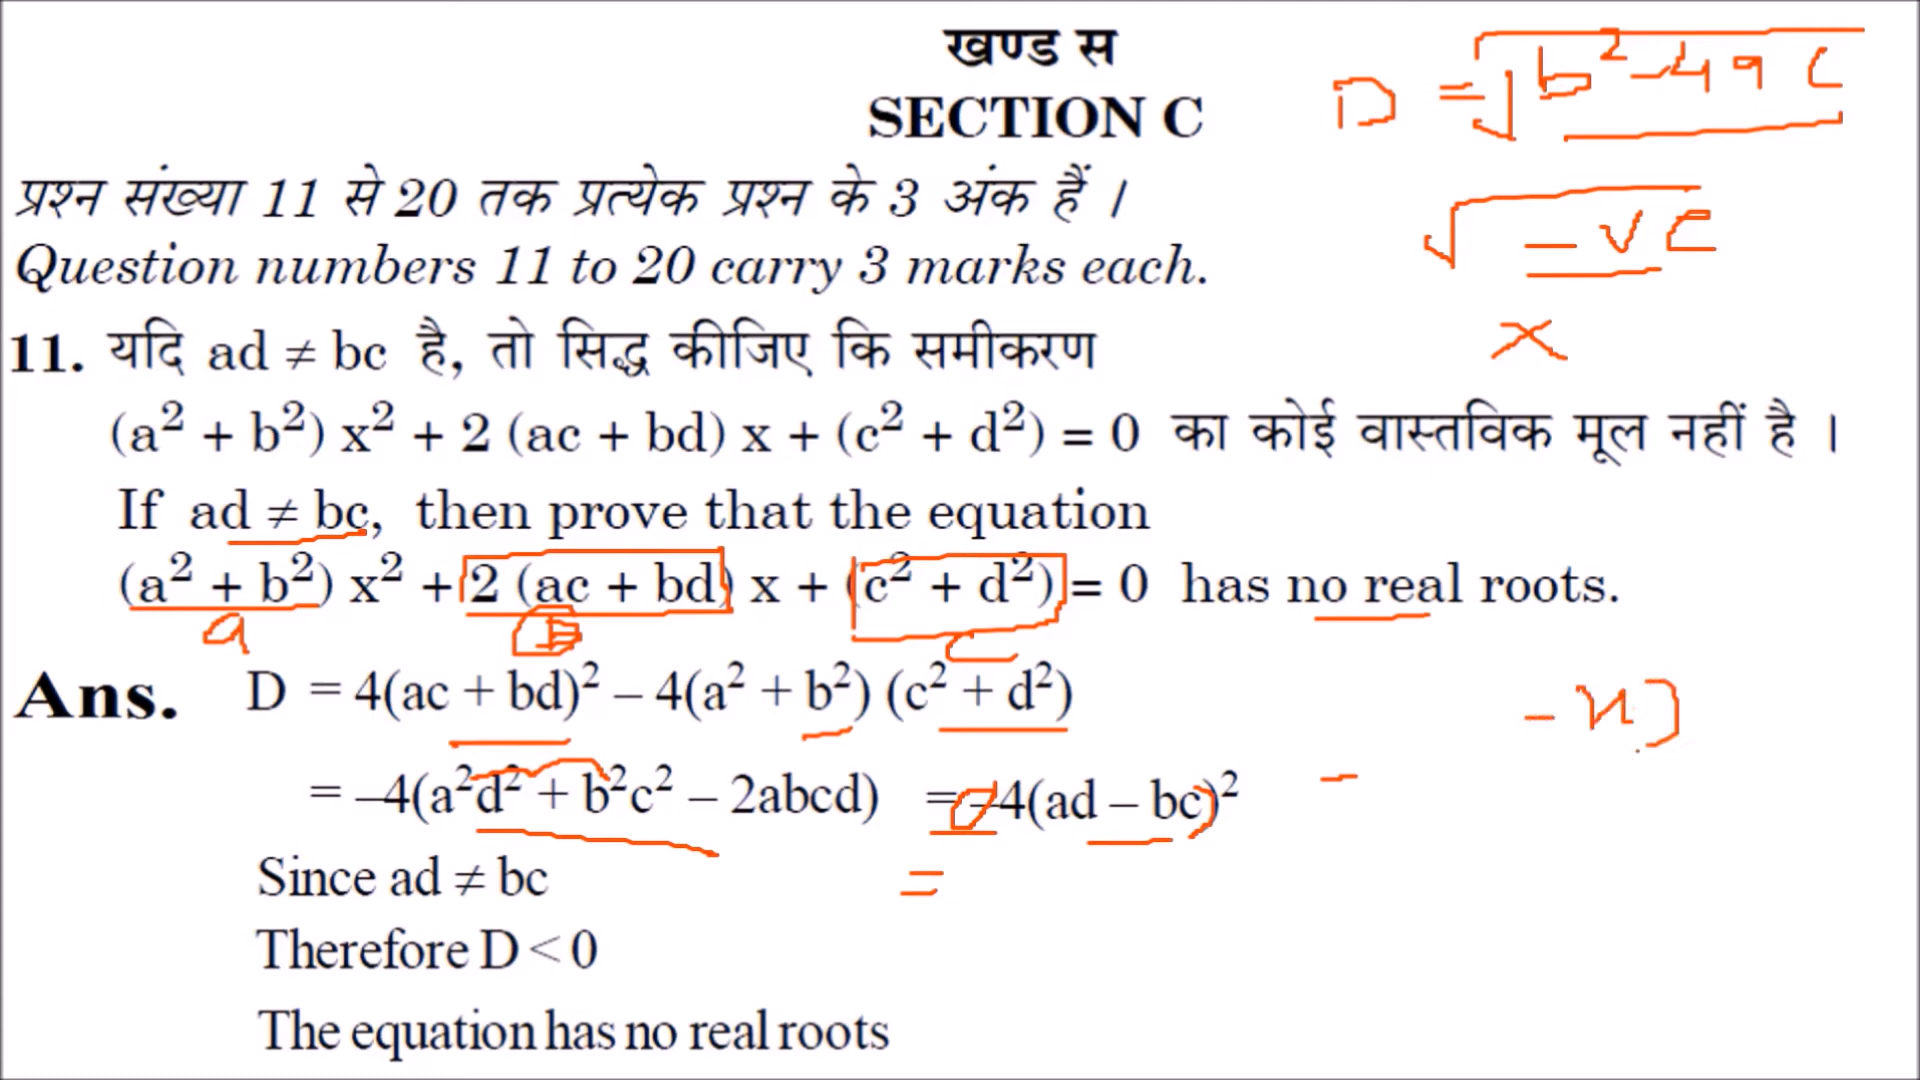 खण्ड स
SECTION C
D = √b² – 4 a c
प्रश्न संख्या 11 से 20 तक प्रत्येक प्रश्न के 3 अंक हैं ।
√ = ve
Question numbers 11 to 20 carry 3 marks each.
x
11. यदि ad ≠ bc है, तो सिद्ध कीजिए कि समीकरण
(a² + b²) x² + 2 (ac + bd) x + (c² + d²) = 0 का कोई वास्तविक मूल नहीं है ।
If ad ≠ bc, then prove that the equation
(a² + b²) x² + 2 (ac + bd) x + (c² + d²) = 0 has no real roots.
a B c
Ans. D = 4(ac + bd)² – 4(a² + b²) (c² + d²)
= –4(a²d² + b²c² – 2abcd) = –4(ad – bc)²
Since ad ≠ bc
Therefore D < 0
The equation has no real roots